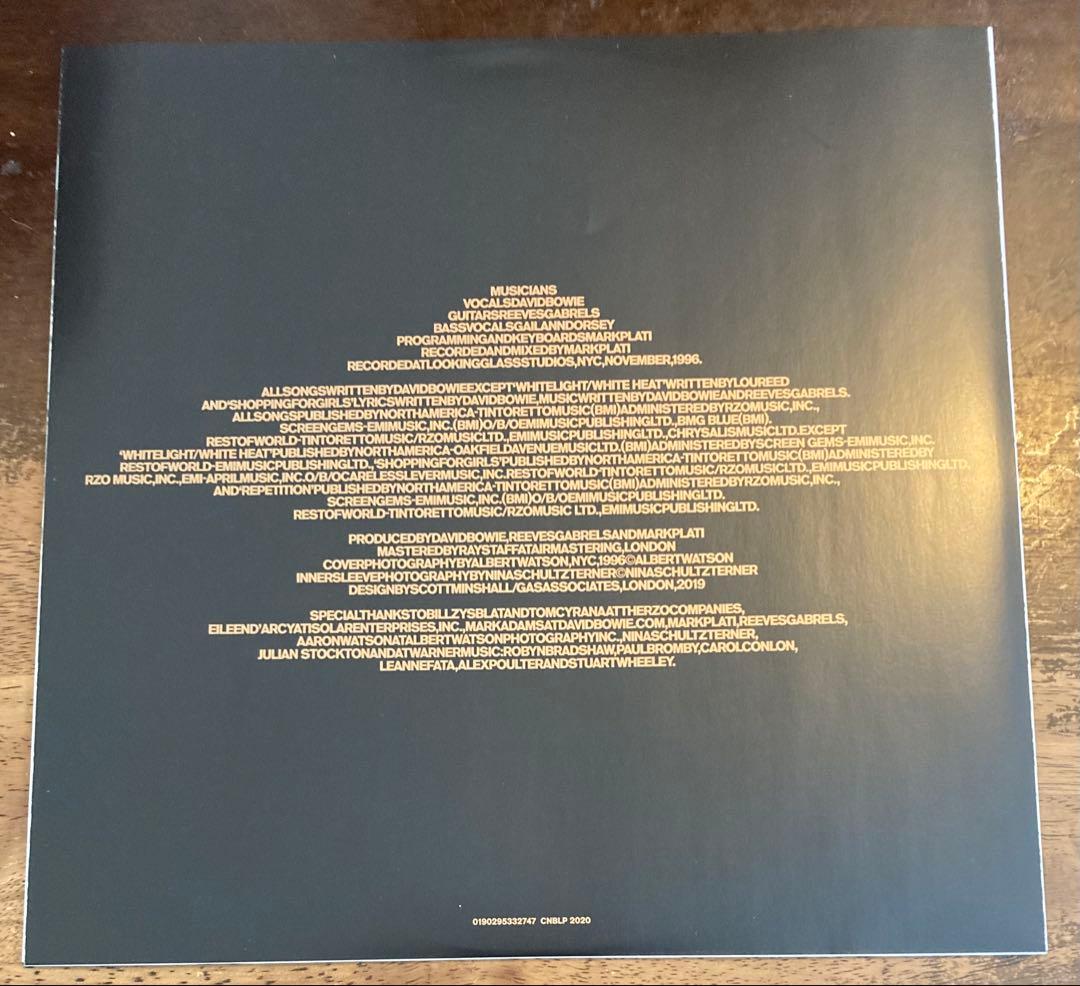 MUSICIANS
VOCALSDAVIDBOWIE
GUITARSREEVESGABRELS
BASSVOCALSGAILANNDORSEY
PROGRAMMINGANDKEYBOARDSMARKPLATI
RECORDEDANDMIXEDBYMARKPLATI
RECORDEDATLOOKINGGLASSSTUDIOS,NYC,NOVEMBER,1996.
ALLSONGSWRITTENBYDAVIDBOWIEEXCEPT'WHITELIGHT/WHITE HEAT'WRITTENBYLOUREED
AND'SHOPPINGFORGIRLS'LYRICSWRITTENBYDAVIDBOWIE,MUSICWRITTENBYDAVIDBOWIEANDREEVESGABRELS.
ALLSONGSPUBLISHEDBYNORTHAMERICA-TINTORETTOMUSIC(BMI)ADMINISTEREDBYRZOMUSIC,INC.,
SCREENGEMS-EMIMUSIC,INC.(BMI)O/B/OEMIMUSICPUBLISHINGLTD.,BMG BLUE(BMI).
RESTOFWORLD-TINTORETTOMUSIC/RZOMUSICLTD.,EMIMUSICPUBLISHINGLTD.,CHRYSALISMUSICLTD.EXCEPT
'WHITELIGHT/WHITE HEAT'PUBLISHEDBYNORTHAMERICA-OAKFIELDAVENUEMUSICLTD.(BMI)ADMINISTEREDBYSCREEN GEMS-EMIMUSIC,INC.
RESTOFWORLD-EMIMUSICPUBLISHINGLTD.,'SHOPPINGFORGIRLS'PUBLISHEDBYNORTHAMERICA-TINTORETTOMUSIC(BMI)ADMINISTEREDBY
RZO MUSIC,INC.,EMI-APRILMUSIC,INC.O/B/OCARELESSLEVERMUSIC,INC.RESTOFWORLD'TINTORETTOMUSIC/RZOMUSICLTD.,EMIMUSICPUBLISHINGLTD.
AND'REPETITION'PUBLISHEDBYNORTHAMERICA-TINTORETTOMUSIC(BMI)ADMINISTEREDBYRZOMUSIC,INC.,
SCREENGEMS-EMIMUSIC,INC.(BMI)O/B/OEMIMUSICPUBLISHINGLTD.
RESTOFWORLD-TINTORETTOMUSIC/RZOMUSIC LTD.,EMIMUSICPUBLISHINGLTD.
PRODUCEDBYDAVIDBOWIE,REEVESGABRELSANDMARKPLATI
MASTEREDBYRAYSTAFFATAIRMASTERING,LONDON
COVERPHOTOGRAPHYBYALBERTWATSON,NYC,1996©ALBERTWATSON
INNERSLEEVEPHOTOGRAPHYBYNINASCHULTZTERNER©NINASCHULTZTERNER
DESIGNBYSCOTTMINSHALL/GASASSOCIATES,LONDON,2019
SPECIALTHANKSTOBILLZYSBLATANDTOMCYRANAATTHERZOCOMPANIES,
EILEEND'ARCYATISOLARENTERPRISES,INC.,MARKADAMSATDAVIDBOWIE.COM,MARKPLATI,REEVESGABRELS,
AARONWATSONATALBERTWATSONPHOTOGRAPHYINC.,NINASCHULTZTERNER,
JULIAN STOCKTONANDATWARNERMUSIC:ROBYNBRADSHAW,PAULBROMBY,CAROLCONLON,
LEANNEFATA,ALEXPOULTERANDSTUARTWHEELEY.
0190295332747 CNBLP 2020